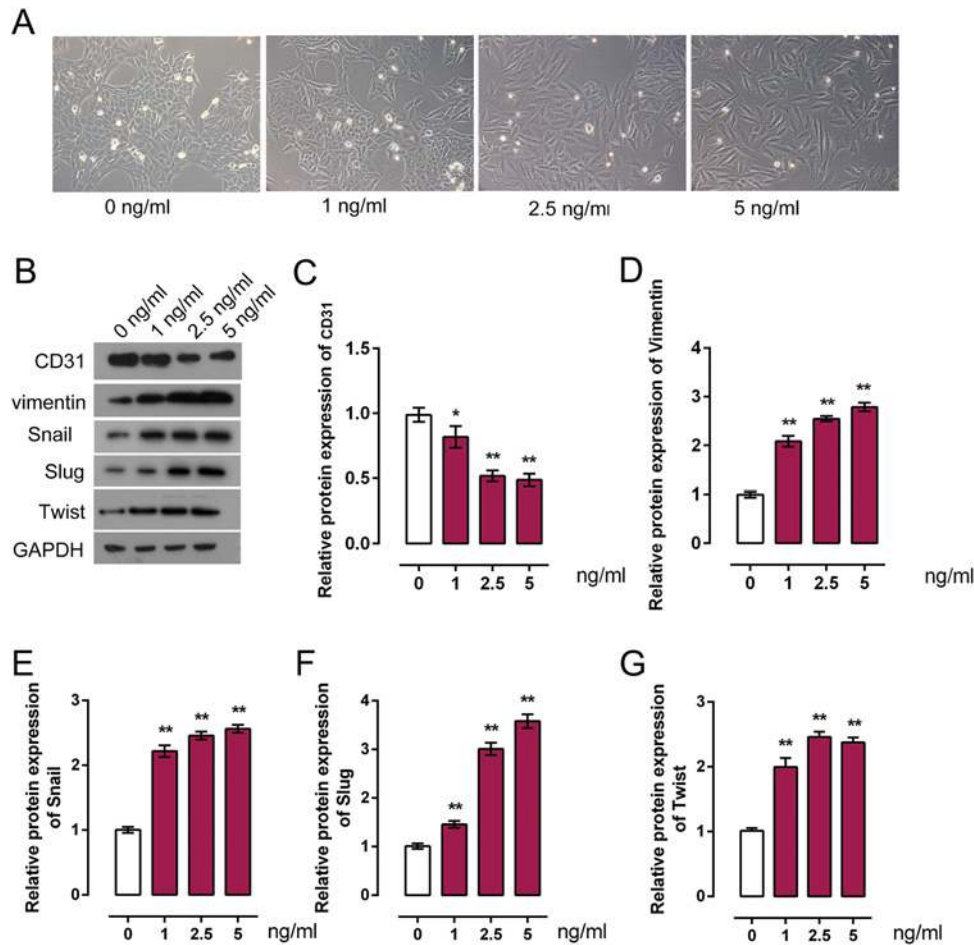 A
0 ng/ml
1 ng/ml
2.5 ng/ml
5 ng/ml
B
0 ng/ml
1 ng/ml
2.5 ng/ml
5 ng/ml
CD31
vimentin
Snail
Slug
Twist
GAPDH
C
Relative protein expression of CD31
1.5
1.0
0.5
0.0
*
**
**
0 1 2.5 5 ng/ml
D
Relative protein expression of Vimentin
4
3
2
1
0
**
**
**
0 1 2.5 5 ng/ml
E
Relative protein expression
of Snail
3
2
1
0
**
**
**
0 1 2.5 5 ng/ml
F
Relative protein expression
of Slug
4
3
2
1
0
**
**
**
0 1 2.5 5 ng/ml
G
Relative protein expression
of Twist
3
2
1
0
**
**
**
0 1 2.5 5 ng/ml